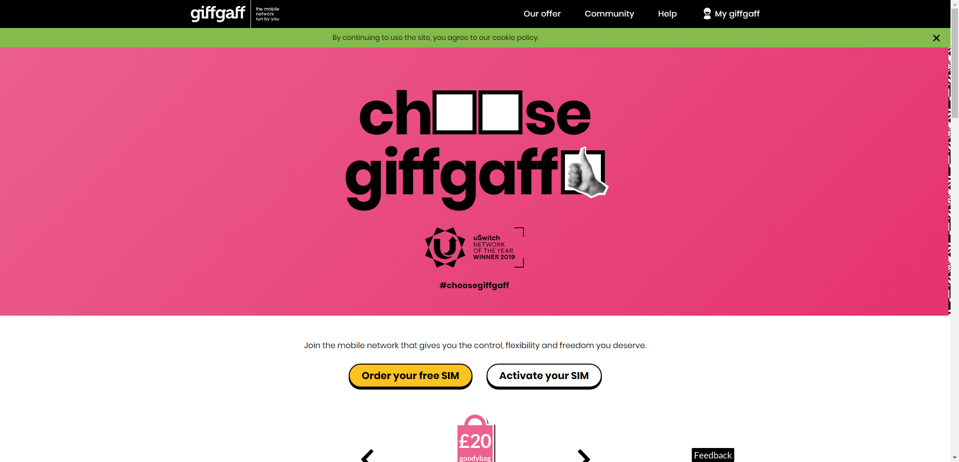 giffgaff
the mobile
network
run by you
Our offer
Community
Help
My giffgaff
By continuing to use the site, you agree to our cookie policy.
choose
giffgaff
uSwitch
NETWORK
OF THE YEAR
WINNER 2019
#choosegiffgaff
Join the mobile network that gives you the control, flexibility and freedom you deserve.
Order your free SIM
Activate your SIM
£20
goodybag
Feedback